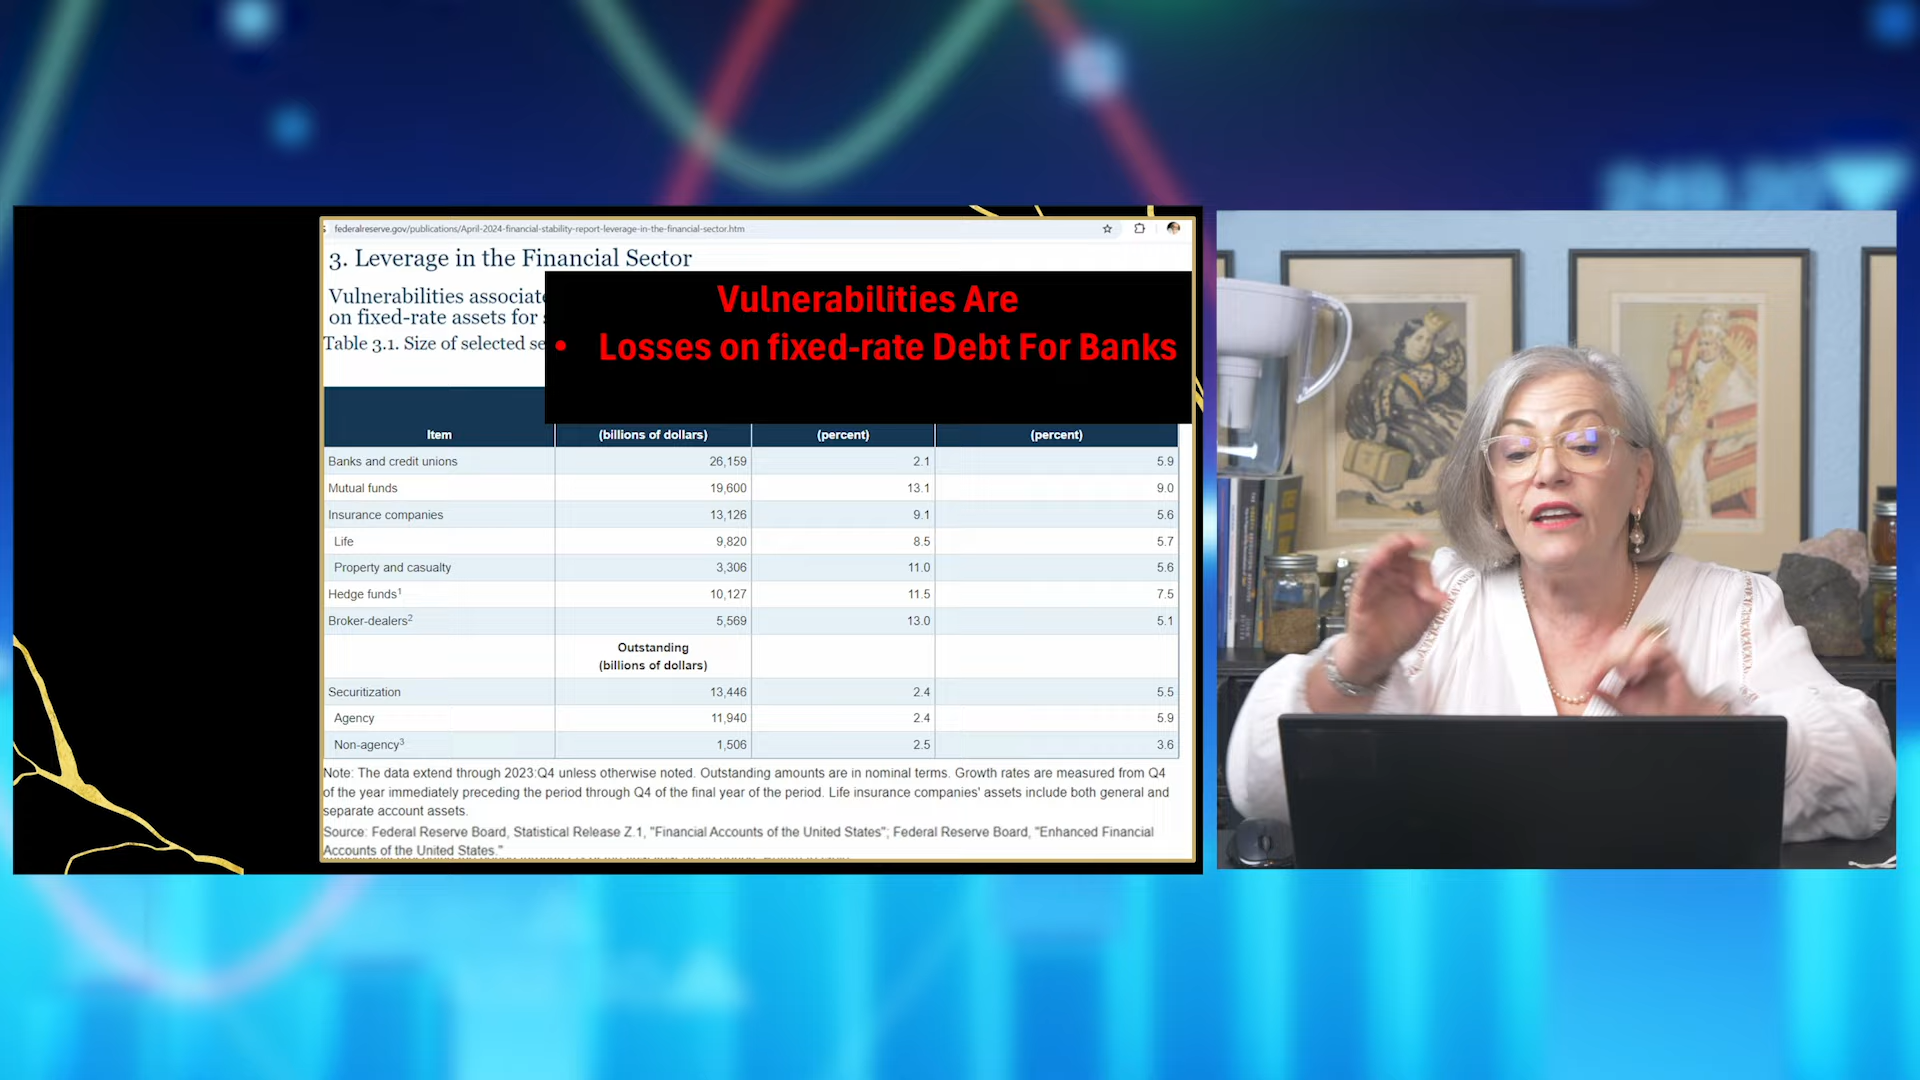 federalreserve.gov/publications/April-2024-financial-stability-report-leverage-in-the-financial-sector.htm
3. Leverage in the Financial Sector
Vulnerabilities
on fixed-rate assets for
Table 3.1. Size of selected
Vulnerabilities Are
• Losses on fixed-rate Debt For Banks
Item (billions of dollars) (percent) (percent)
Banks and credit unions 26,159 2.1 5.9
Mutual funds 19,600 13.1 9.0
Insurance companies 13,126 9.1 5.6
Life 9,820 8.5 5.7
Property and casualty 3,306 11.0 5.6
Hedge funds1 10,127 11.5 7.5
Broker-dealers2 5,569 13.0 5.1
Outstanding
(billions of dollars)
Securitization 13,446 2.4 5.5
Agency 11,940 2.4 5.9
Non-agency3 1,506 2.5 3.6
Note: The data extend through 2023:Q4 unless otherwise noted. Outstanding amounts are in nominal terms. Growth rates are measured from Q4
of the year immediately preceding the period through Q4 of the final year of the period. Life insurance companies' assets include both general and
separate account assets.
Source: Federal Reserve Board, Statistical Release Z.1, "Financial Accounts of the United States"; Federal Reserve Board, "Enhanced Financial
Accounts of the United States."